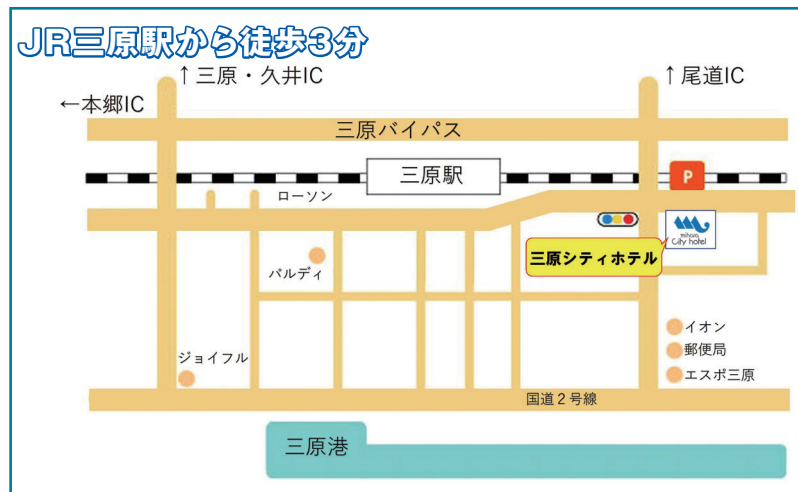 JR三原駅から徒歩3分
↑三原・久井IC
↑尾道IC
←本郷IC
三原バイパス
三原駅
P
ローソン
mihara
City hotel
三原シティホテル
パルディ
イオン
郵便局
ジョイフル
エスポ三原
国道2号線
三原港